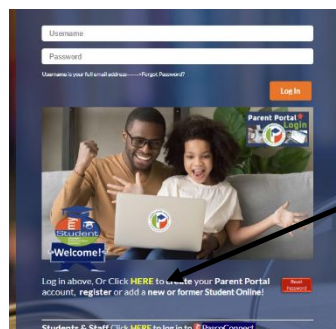 Username
Password
Username is your full email address------>Forgot Password?
Log In
Parent Portal
Login
Student
Welcome!
Log in above, Or Click HERE to create your Parent Portal
account, register or add a new or former Student Online!
Reset
Password
Students & Staff Click HERE to log in to PascoConnect